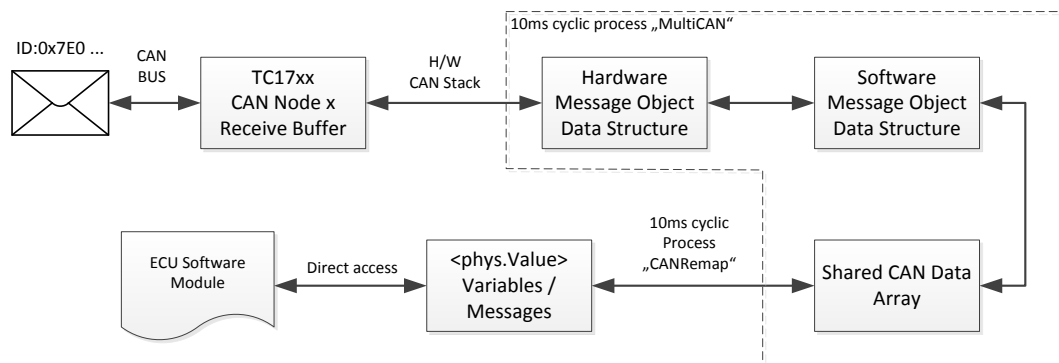 10ms cyclic process „MultiCAN“
ID:0x7E0 ...
CAN
BUS
TC17xx
CAN Node x
Receive Buffer
H/W
CAN Stack
Hardware
Message Object
Data Structure
Software
Message Object
Data Structure
ECU Software
Module
Direct access
<phys.Value>
Variables /
Messages
10ms cyclic
Process
„CANRemap“
Shared CAN Data
Array